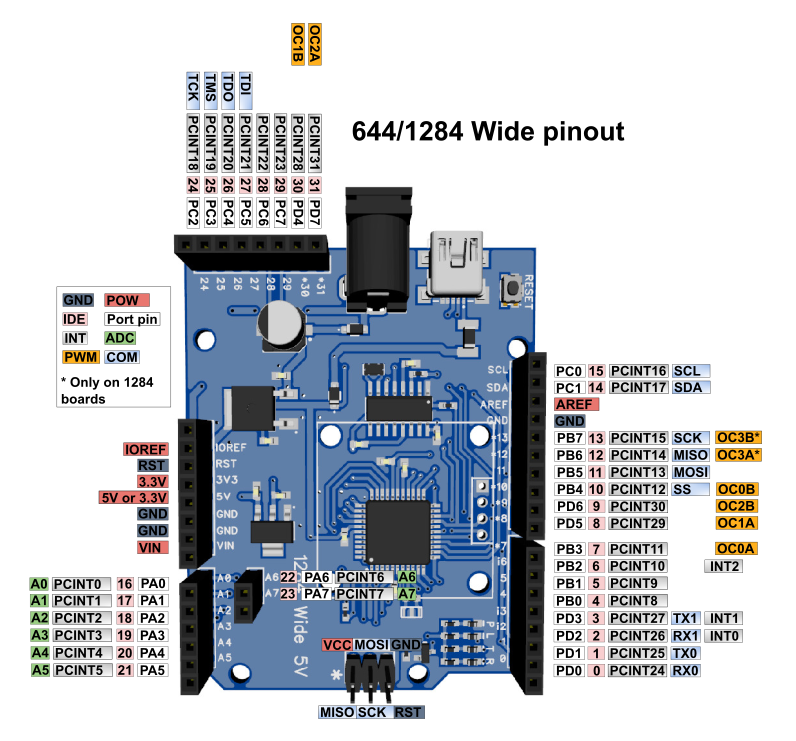 OC1B
OC2A
TCK
TMS
TDO
TDI
PCINT18
PCINT19
PCINT20
PCINT21
PCINT22
PCINT23
PCINT28
PCINT31
24
25
26
27
28
29
30
31
PC2
PC3
PC4
PC5
PC6
PC7
PD4
PD7
644/1284 Wide pinout
24
25
26
27
28
29
*30
*31
RESET
GND POW
IDE Port pin
INT ADC
PWM COM
* Only on 1284
boards
SCL
SDA
AREF
GND
*13
*12
11
*10
*9
*8
*7
i6
5
4
i3
i2
0
PC0 15 PCINT16 SCL
PC1 14 PCINT17 SDA
AREF
GND
PB7 13 PCINT15 SCK OC3B*
PB6 12 PCINT14 MISO OC3A*
PB5 11 PCINT13 MOSI
PB4 10 PCINT12 SS OC0B
PD6 9 PCINT30 OC2B
PD5 8 PCINT29 OC1A
PB3 7 PCINT11 OC0A
PB2 6 PCINT10 INT2
PB1 5 PCINT9
PB0 4 PCINT8
PD3 3 PCINT27 TX1 INT1
PD2 2 PCINT26 RX1 INT0
PD1 1 PCINT25 TX0
PD0 0 PCINT24 RX0
IOREF
RST
3.3V
5V or 3.3V
GND
GND
VIN
IOREF
RST
3V3
5V
GND
GND
VIN
A0 PCINT0 16 PA0
A1 PCINT1 17 PA1
A2 PCINT2 18 PA2
A3 PCINT3 19 PA3
A4 PCINT4 20 PA4
A5 PCINT5 21 PA5
A0
A1
A2
A3
A4
A5
A6 22 PA6 PCINT6 A6
A7 23 PA7 PCINT7 A7
Wide 5V
VCC MOSI GND
*
MISO SCK RST